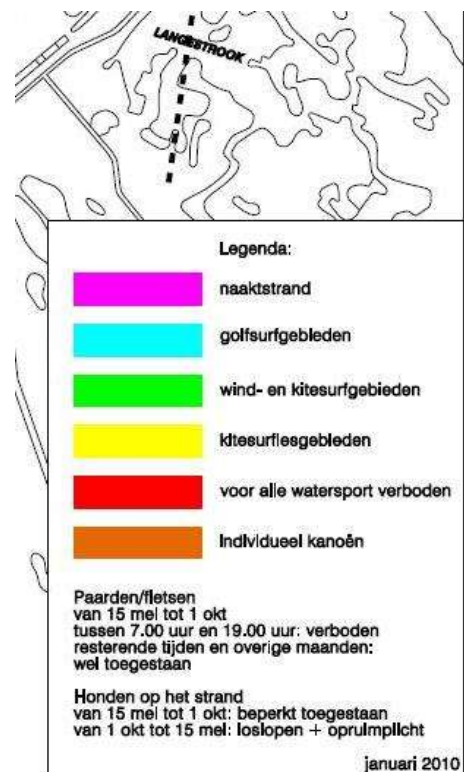 LANGESTROOK
Legenda:
naaktstrand
golfsurfgebleden
wind- en kitesurfgebieden
kitesurflesgebieden
voor alle watersport verboden
Individueel kanoën
Paarden/fietsen
van 15 mei tot 1 okt
tussen 7.00 uur en 19.00 uur: verboden
resterende tijden en overige maanden:
wel toegestaan
Honden op het strand
van 15 mei tot 1 okt: beperkt toegestaan
van 1 okt tot 15 mei: loslopen + opruimplicht
januari 2010